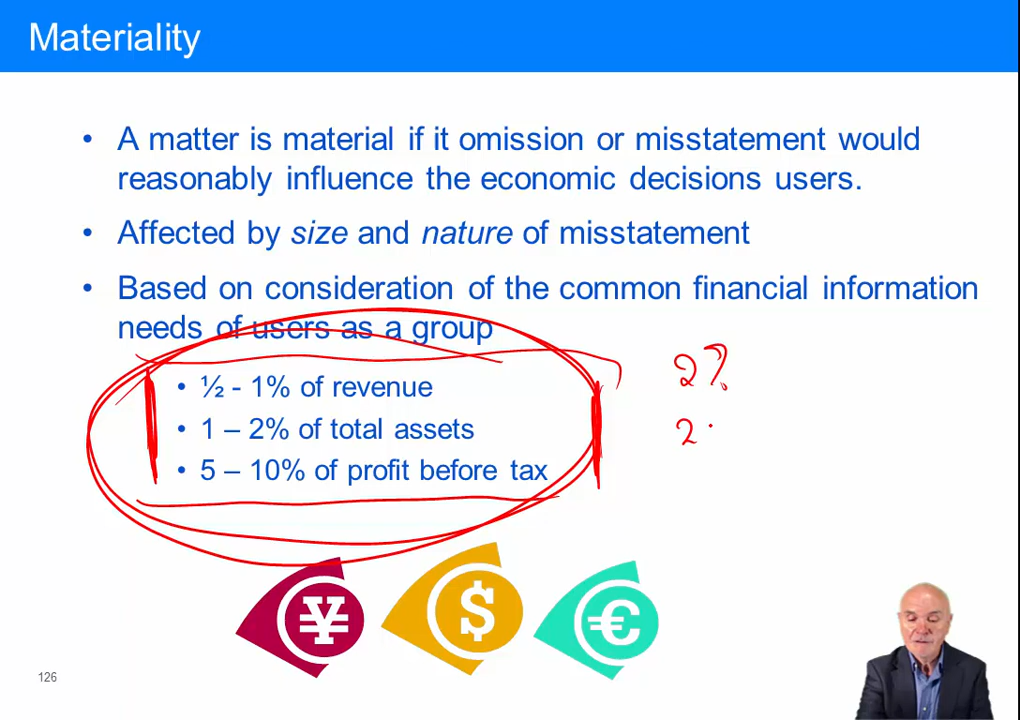 Materiality
• A matter is material if it omission or misstatement would
reasonably influence the economic decisions users.
• Affected by size and nature of misstatement
• Based on consideration of the common financial information
needs of users as a group
• ½ - 1% of revenue
• 1 – 2% of total assets
• 5 – 10% of profit before tax
2%
2
¥ $ €
126